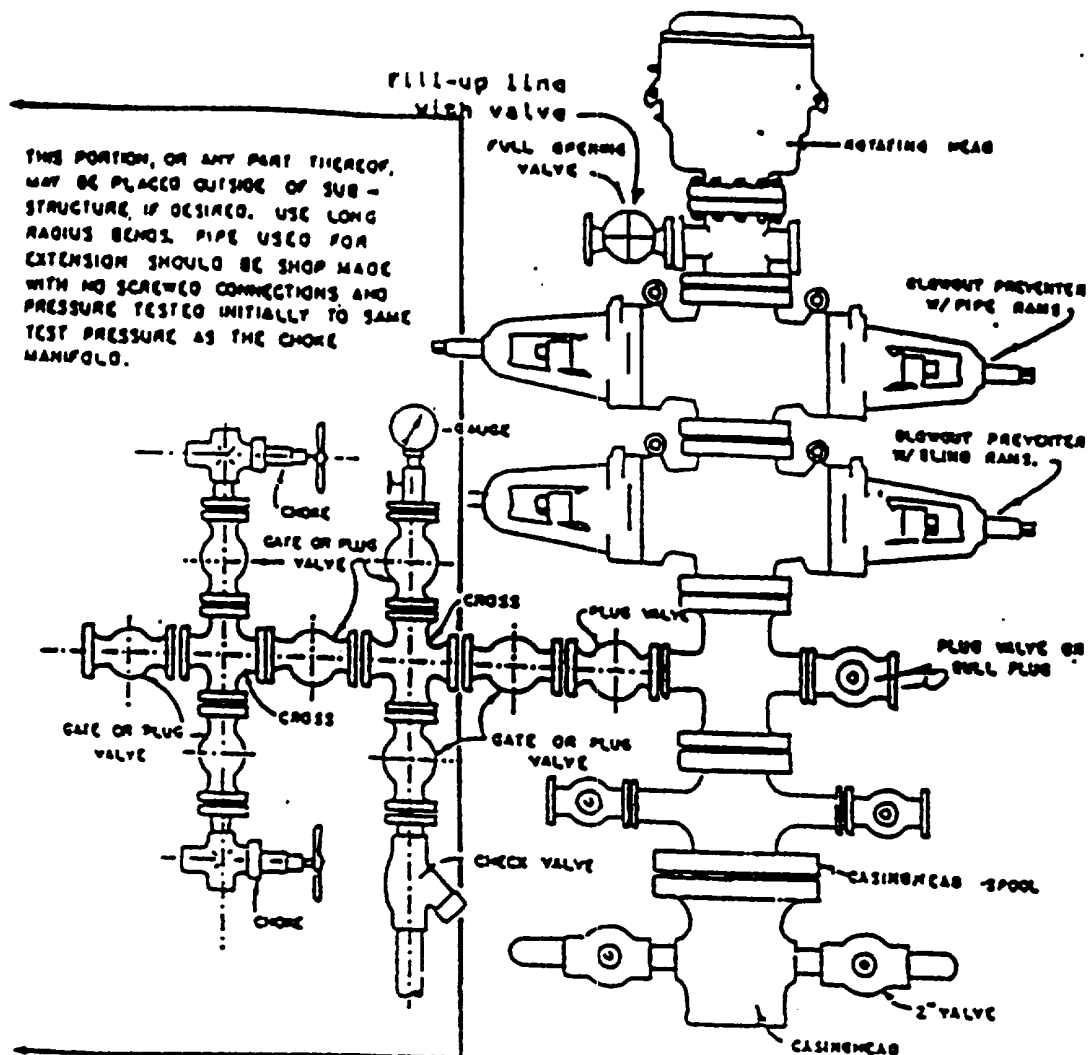 Fill-up line
with valve
THIS PORTION, OR ANY PART THEREOF,
MAY BE PLACED OUTSIDE OF SUB-
STRUCTURE, IF DESIRED. USE LONG
RADIUS BENDS. PIPE USED FOR
EXTENSION SHOULD BE SHOP MADE
WITH NO SCREWED CONNECTIONS AND
PRESSURE TESTED INITIALLY TO SAME
TEST PRESSURE AS THE CHOKE
MANIFOLD.
FULL OPENING
VALVE
ROTATING HEAD
BLOWOUT PREVENTER
W/PIPE RAMS
GAUGE
BLOWOUT PREVENTER
W/BLIND RAMS.
CHOKE
GATE OR PLUG
VALVE
CROSS
PLUG VALVE
PLUG VALVE OR
BULL PLUG
CROSS
GATE OR PLUG
VALVE
GATE OR PLUG
VALVE
CHECK VALVE
CASINGHEAD SPOOL
CHOKE
2" VALVE
CASINGHEAD